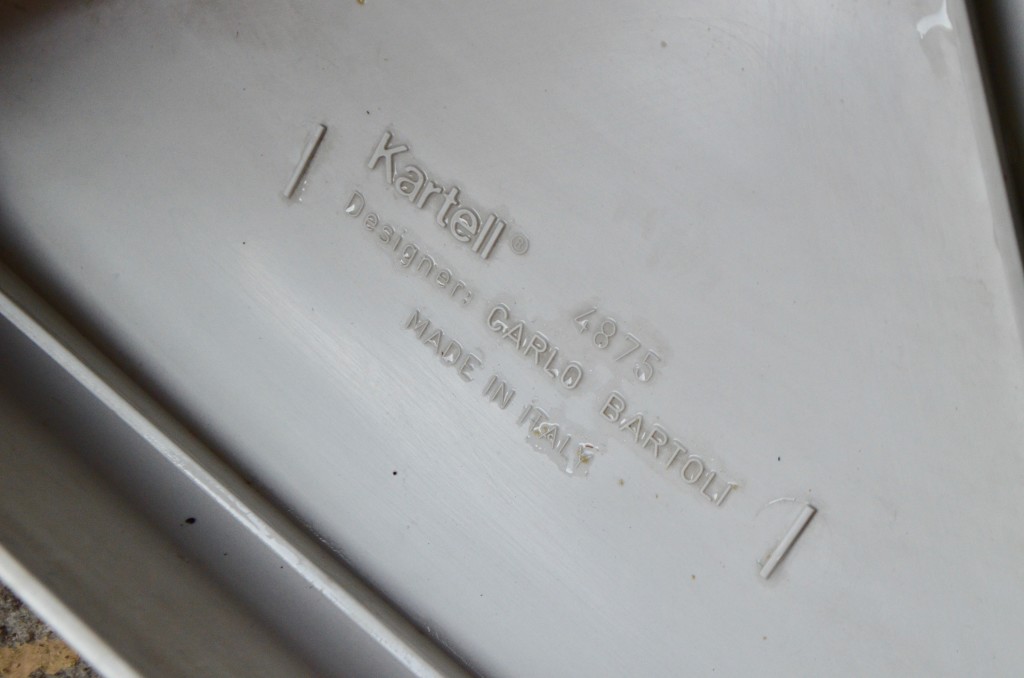 Kartell® 4875
Designer: CARLO BARTOLI
MADE IN ITALY